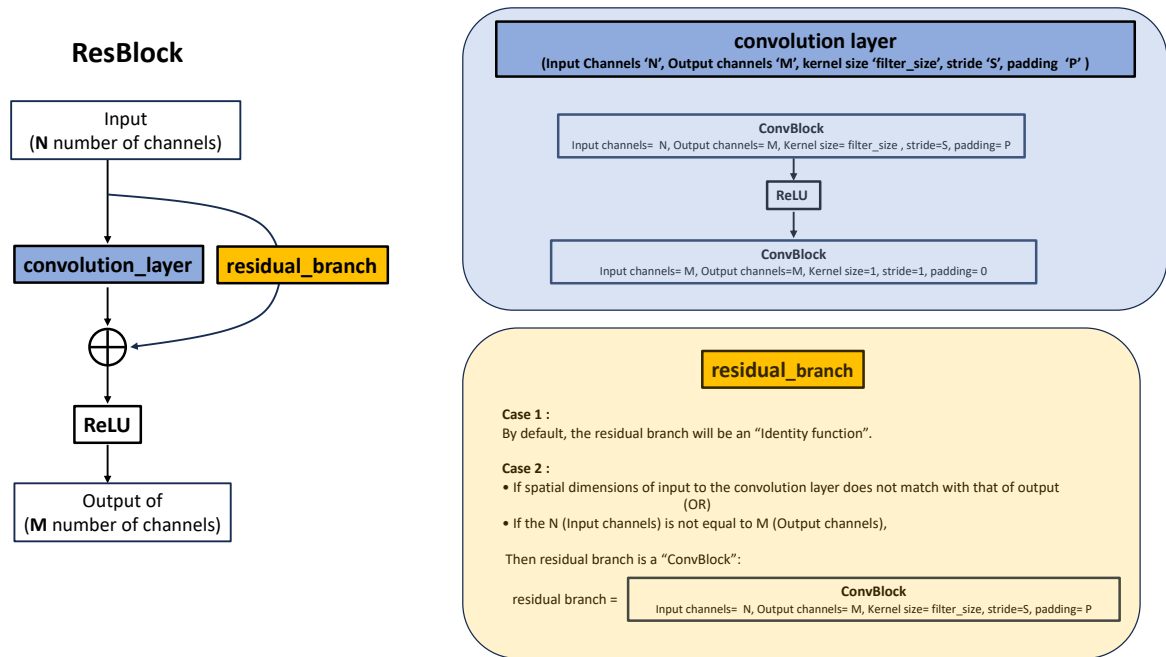 ResBlock
Input
(N number of channels)
convolution_layer
residual_branch
ReLU
Output of
(M number of channels)
convolution layer
(Input Channels ‘N’, Output channels ‘M’, kernel size ‘filter_size’, stride ‘S’, padding ‘P’ )
ConvBlock
Input channels= N, Output channels= M, Kernel size= filter_size , stride=S, padding= P
ReLU
ConvBlock
Input channels= M, Output channels=M, Kernel size=1, stride=1, padding= 0
residual_branch
Case 1 :
By default, the residual branch will be an “Identity function”.
Case 2 :
• If spatial dimensions of input to the convolution layer does not match with that of output
(OR)
• If the N (Input channels) is not equal to M (Output channels),
Then residual branch is a “ConvBlock”:
residual branch =
ConvBlock
Input channels= N, Output channels= M, Kernel size= filter_size, stride=S, padding= P